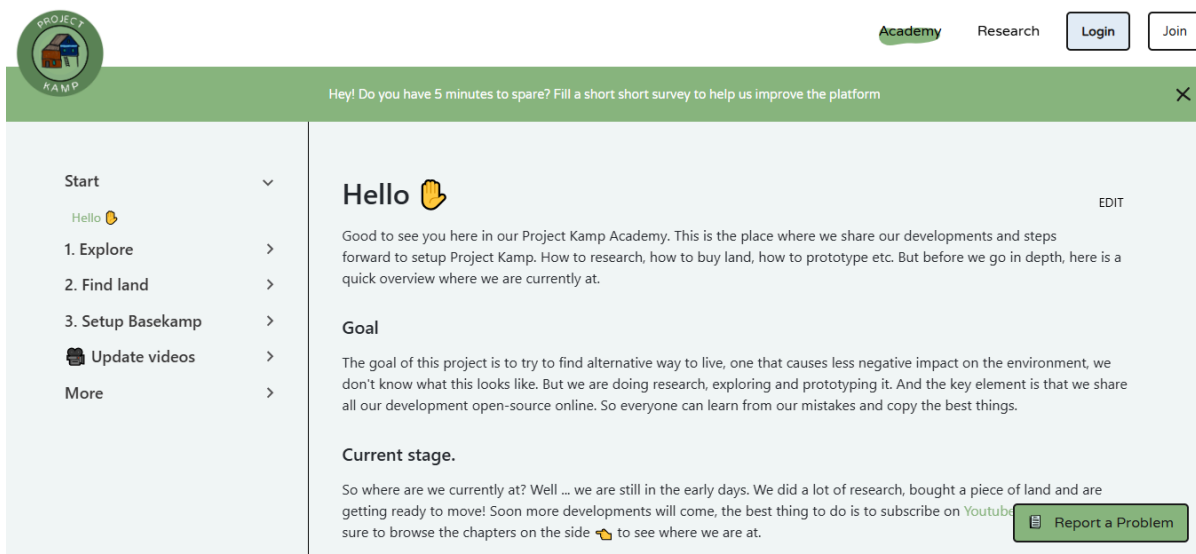 PROJECT
KAMP
Academy
Research
Login
Join
Hey! Do you have 5 minutes to spare? Fill a short short survey to help us improve the platform
Start
Hello ✋
1. Explore
2. Find land
3. Setup Basekamp
🎥 Update videos
More
Hello ✋
EDIT
Good to see you here in our Project Kamp Academy. This is the place where we share our developments and steps
forward to setup Project Kamp. How to research, how to buy land, how to prototype etc. But before we go in depth, here is a
quick overview where we are currently at.
Goal
The goal of this project is to try to find alternative way to live, one that causes less negative impact on the environment, we
don't know what this looks like. But we are doing research, exploring and prototyping it. And the key element is that we share
all our development open-source online. So everyone can learn from our mistakes and copy the best things.
Current stage.
So where are we currently at? Well ... we are still in the early days. We did a lot of research, bought a piece of land and are
getting ready to move! Soon more developments will come, the best thing to do is to subscribe on Youtube
sure to browse the chapters on the side 👈 to see where we are at.
Report a Problem